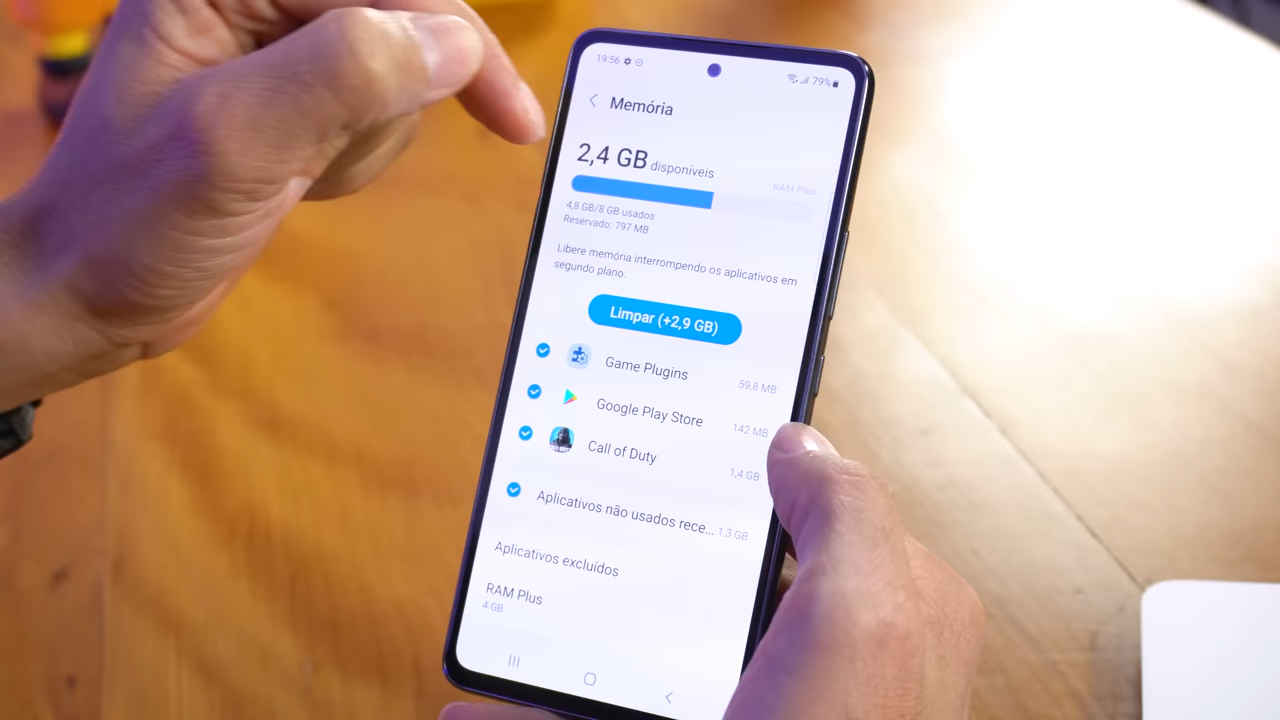 19:56 79%
Memória
2,4 GB disponíveis
RAM Plus
4,8 GB/8 GB usados
Reservado: 797 MB
Libere memória interrompendo os aplicativos em
segundo plano.
Limpar (+2,9 GB)
Game Plugins 59,8 MB
Google Play Store 142 MB
Call of Duty 1,4 GB
Aplicativos não usados rece... 1,3 GB
Aplicativos excluídos
RAM Plus
4 GB